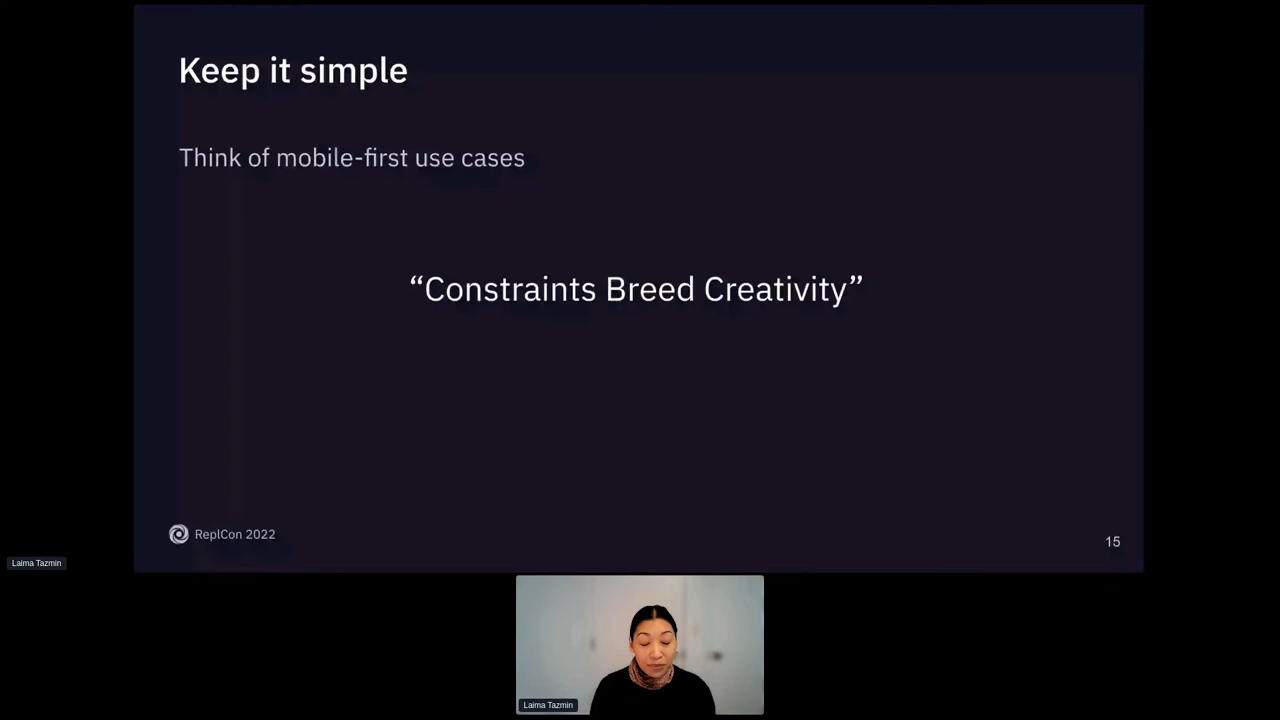 Keep it simple
Think of mobile-first use cases
“Constraints Breed Creativity”
ReplCon 2022
15
Laima Tazmin
Laima Tazmin